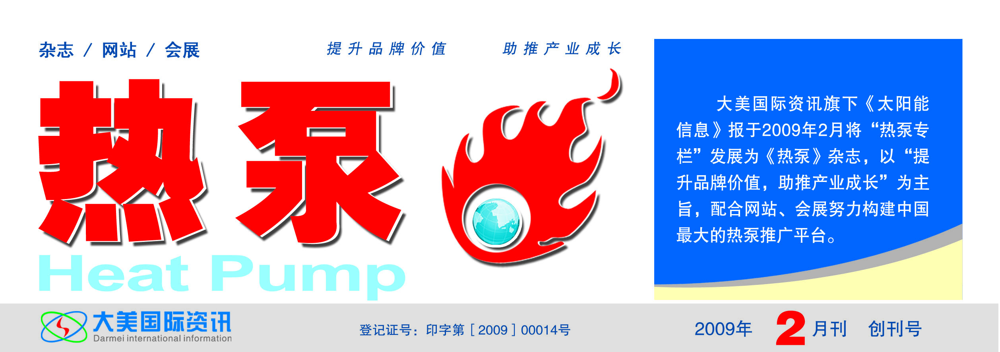 杂志 / 网站 / 会展
提升品牌价值 助推产业成长
热泵
Heat Pump
大美国际资讯旗下《太阳能
信息》报于2009年2月将“热泵专
栏”发展为《热泵》杂志，以“提
升品牌价值，助推产业成长”为主
旨，配合网站、会展努力构建中国
最大的热泵推广平台。
大美国际资讯
Darmei international information
登记证号：印字第［2009］00014号
2009年 2 月刊 创刊号